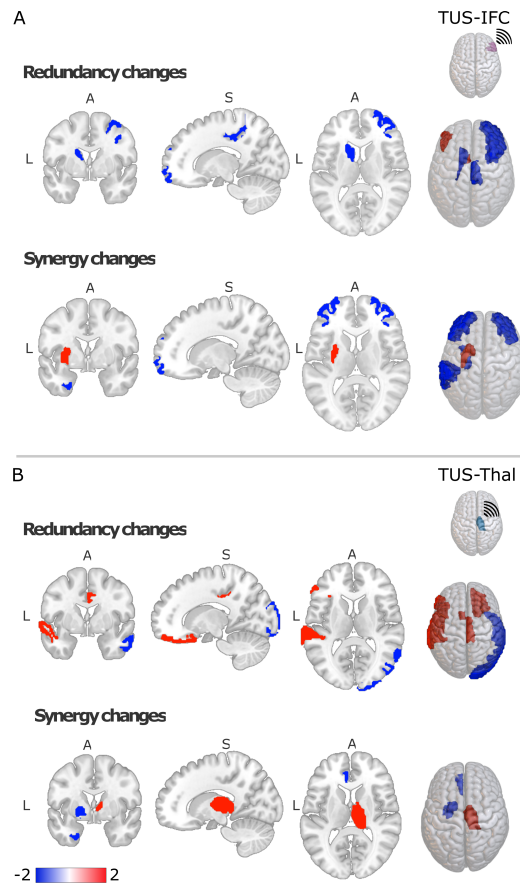 A
TUS-IFC
Redundancy changes
A
S
A
L
L
Synergy changes
A
S
A
L
L
B
TUS-Thal
Redundancy changes
A
S
A
L
L
Synergy changes
A
S
A
L
L
-2 2